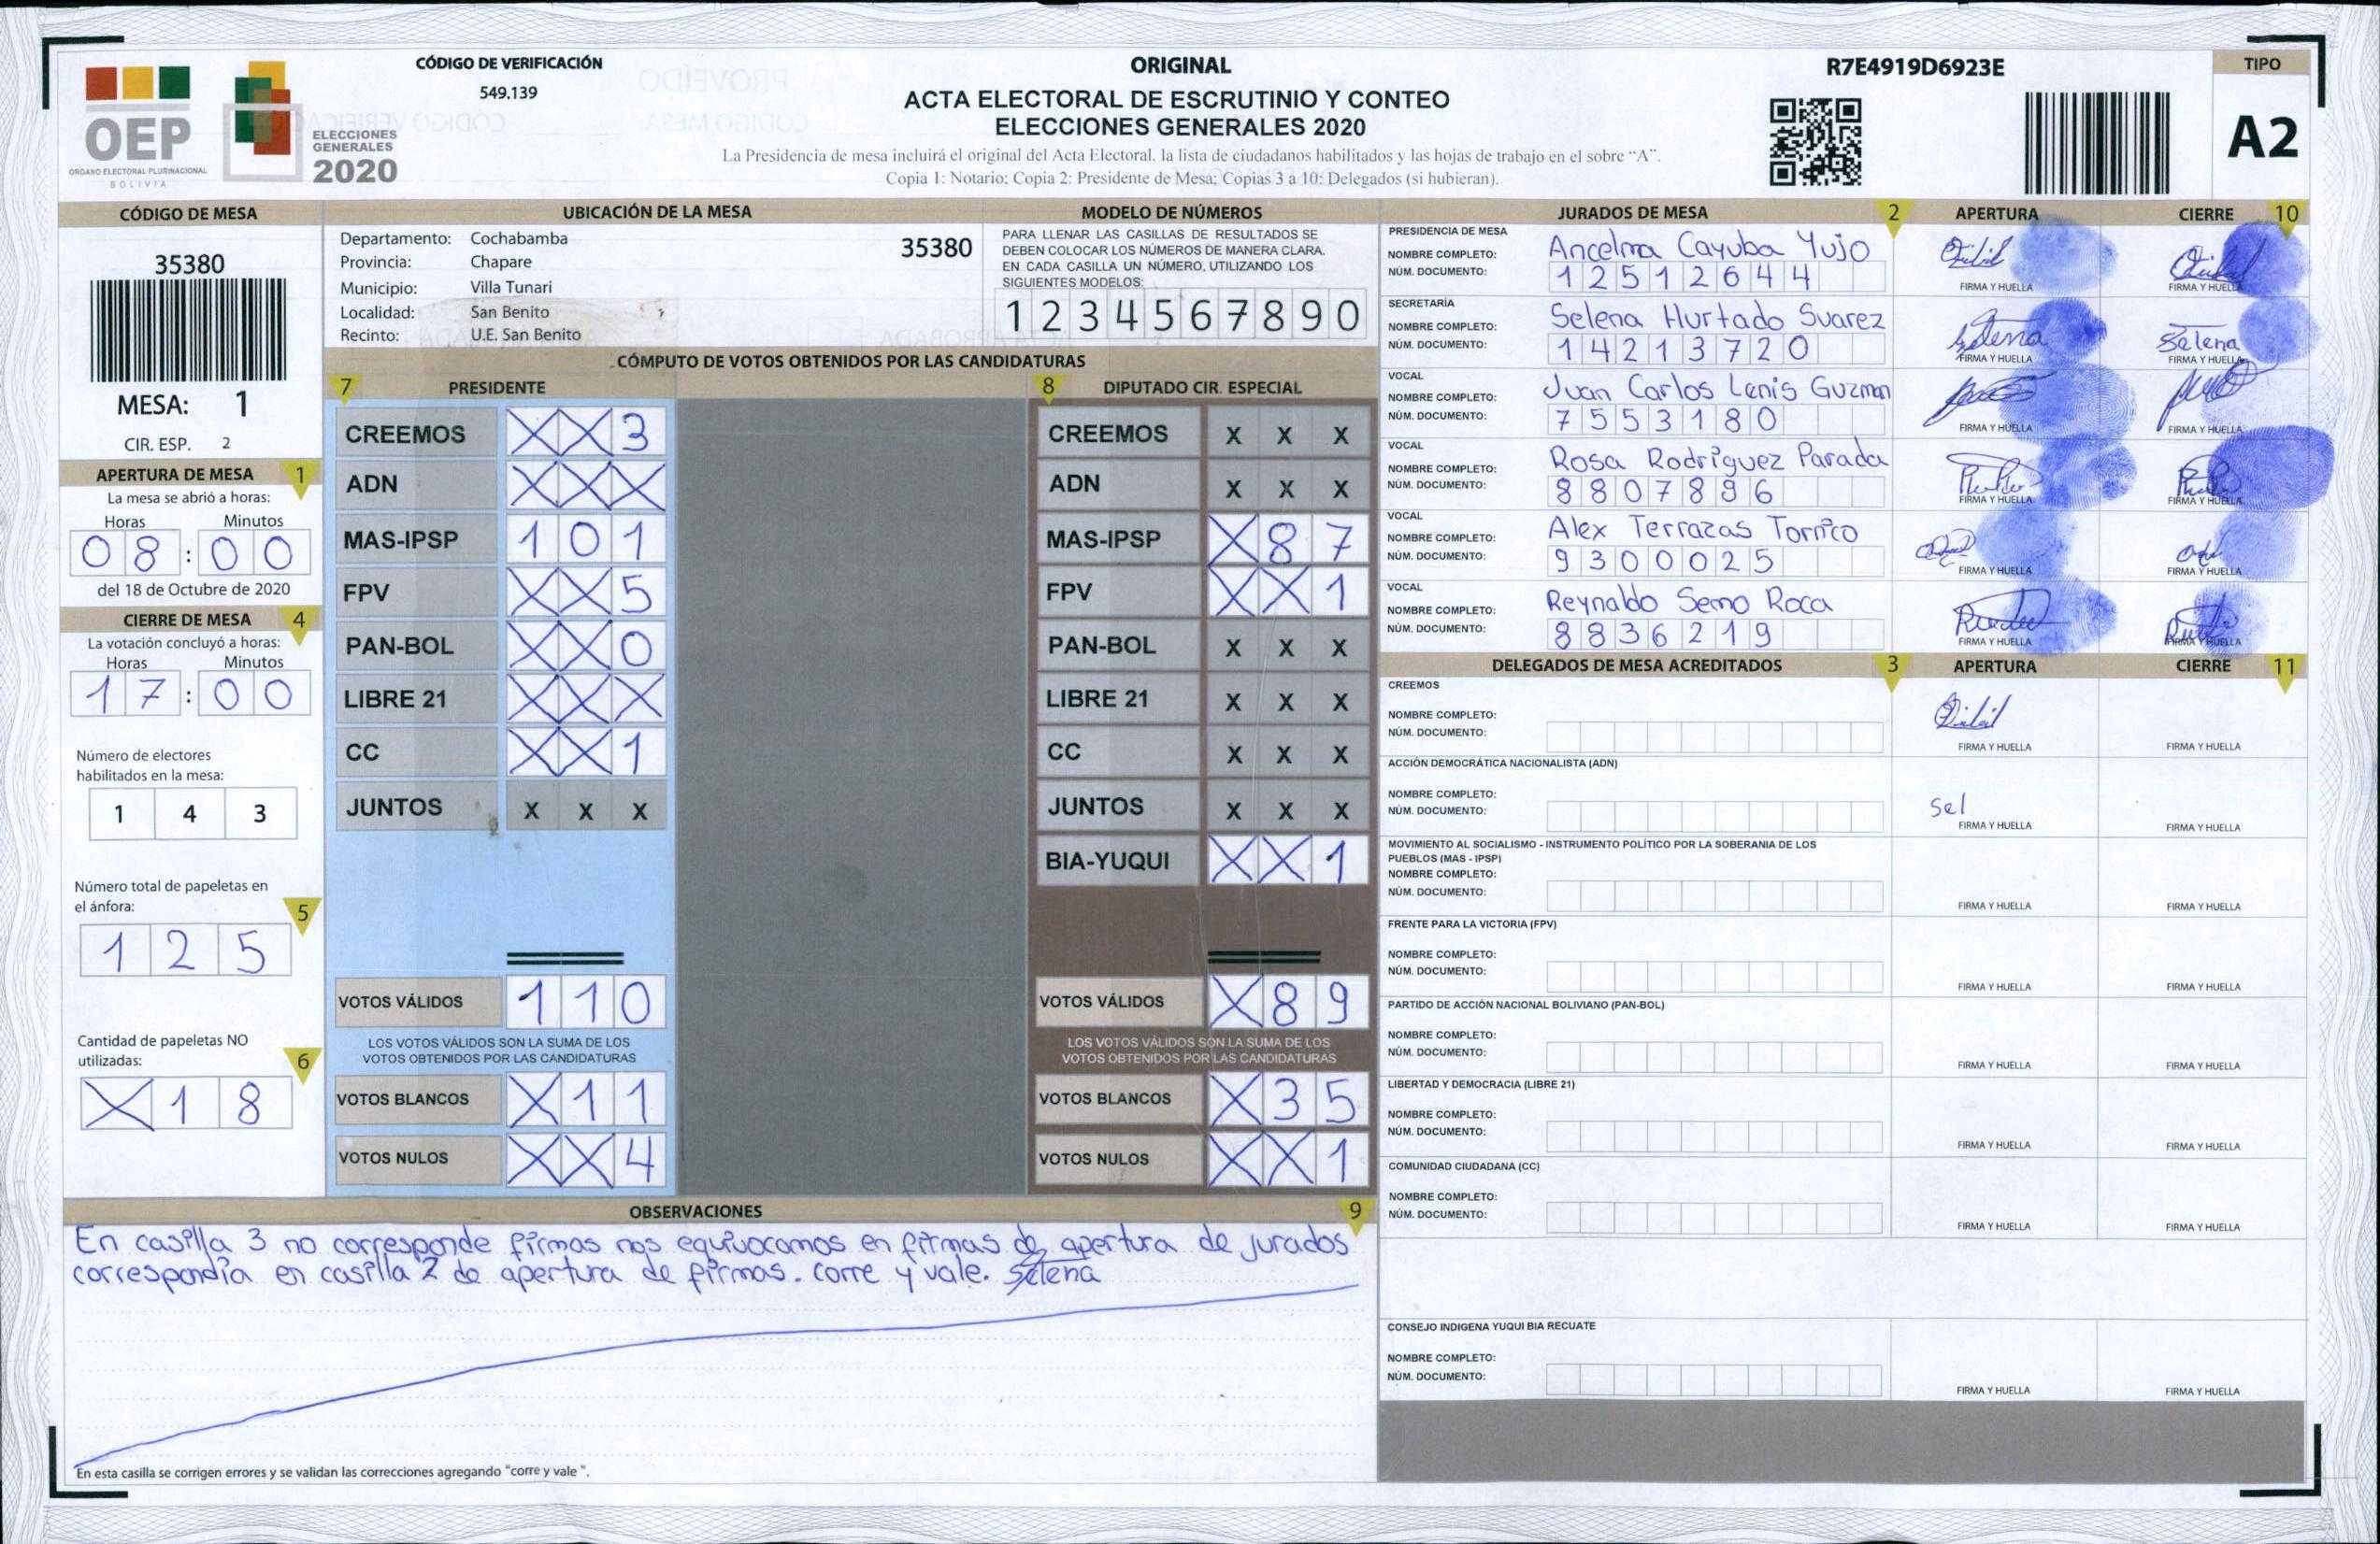 CÓDIGO DE VERIFICACIÓN
549.139
OEP
ÓRGANO ELECTORAL PLURINACIONAL
BOLIVIA
ELECCIONES
GENERALES
2020
ORIGINAL
ACTA ELECTORAL DE ESCRUTINIO Y CONTEO
ELECCIONES GENERALES 2020
La Presidencia de mesa incluirá el original del Acta Electoral, la lista de ciudadanos habilitados y las hojas de trabajo en el sobre "A".
Copia 1: Notario; Copia 2: Presidente de Mesa; Copias 3 a 10: Delegados (si hubieran).
R7E4919D6923E
TIPO
A2
CÓDIGO DE MESA
35380
MESA: 1
CIR. ESP. 2
APERTURA DE MESA 1
La mesa se abrió a horas:
Horas Minutos
08:00
del 18 de Octubre de 2020
CIERRE DE MESA 4
La votación concluyó a horas:
Horas Minutos
17:00
Número de electores
habilitados en la mesa:
1 4 3
Número total de papeletas en
el ánfora:
5
1 2 5
Cantidad de papeletas NO
utilizadas:
6
X 1 8
UBICACIÓN DE LA MESA
Departamento: Cochabamba 35380
Provincia: Chapare
Municipio: Villa Tunari
Localidad: San Benito
Recinto: U.E. San Benito
MODELO DE NÚMEROS
PARA LLENAR LAS CASILLAS DE RESULTADOS SE
DEBEN COLOCAR LOS NÚMEROS DE MANERA CLARA.
EN CADA CASILLA UN NÚMERO, UTILIZANDO LOS
SIGUIENTES MODELOS:
1 2 3 4 5 6 7 8 9 0
CÓMPUTO DE VOTOS OBTENIDOS POR LAS CANDIDATURAS
7 PRESIDENTE
CREEMOS X X 3
ADN X X X
MAS-IPSP 1 0 1
FPV X X 5
PAN-BOL X X 0
LIBRE 21 X X X
CC X X 1
JUNTOS X X X
VOTOS VÁLIDOS 1 1 0
LOS VOTOS VÁLIDOS SON LA SUMA DE LOS
VOTOS OBTENIDOS POR LAS CANDIDATURAS
VOTOS BLANCOS X 1 1
VOTOS NULOS X X 4
8 DIPUTADO CIR. ESPECIAL
CREEMOS X X X
ADN X X X
MAS-IPSP X 8 7
FPV X X 1
PAN-BOL X X X
LIBRE 21 X X X
CC X X X
JUNTOS X X X
BIA-YUQUI X X 1
VOTOS VÁLIDOS X 8 9
LOS VOTOS VÁLIDOS SON LA SUMA DE LOS
VOTOS OBTENIDOS POR LAS CANDIDATURAS
VOTOS BLANCOS X 3 5
VOTOS NULOS X X 1
OBSERVACIONES 9
En casilla 3 no corresponde firmas nos equivocamos en firmas de apertura de jurados
correspondía en casilla 2 de apertura de firmas. corre y vale. Selena
En esta casilla se corrigen errores y se validan las correcciones agregando "corre y vale ".
JURADOS DE MESA 2 APERTURA CIERRE 10
PRESIDENCIA DE MESA
NOMBRE COMPLETO: Ancelma Cayuba Yujo
NÚM. DOCUMENTO: 12512644
FIRMA Y HUELLA FIRMA Y HUELLA
SECRETARÍA
NOMBRE COMPLETO: Selena Hurtado Suarez
NÚM. DOCUMENTO: 14213720
Selena Selena
FIRMA Y HUELLA FIRMA Y HUELLA
VOCAL
NOMBRE COMPLETO: Juan Carlos Lenis Guzman
NÚM. DOCUMENTO: 7553180
FIRMA Y HUELLA FIRMA Y HUELLA
VOCAL
NOMBRE COMPLETO: Rosa Rodríguez Parada
NÚM. DOCUMENTO: 8807896
FIRMA Y HUELLA FIRMA Y HUELLA
VOCAL
NOMBRE COMPLETO: Alex Terrazas Torrico
NÚM. DOCUMENTO: 9300025
FIRMA Y HUELLA FIRMA Y HUELLA
VOCAL
NOMBRE COMPLETO: Reynaldo Semo Roca
NÚM. DOCUMENTO: 8836219
FIRMA Y HUELLA FIRMA Y HUELLA
DELEGADOS DE MESA ACREDITADOS 3 APERTURA CIERRE 11
CREEMOS
NOMBRE COMPLETO:
NÚM. DOCUMENTO:
FIRMA Y HUELLA FIRMA Y HUELLA
ACCIÓN DEMOCRÁTICA NACIONALISTA (ADN)
NOMBRE COMPLETO:
NÚM. DOCUMENTO:
Sel
FIRMA Y HUELLA FIRMA Y HUELLA
MOVIMIENTO AL SOCIALISMO - INSTRUMENTO POLÍTICO POR LA SOBERANIA DE LOS
PUEBLOS (MAS - IPSP)
NOMBRE COMPLETO:
NÚM. DOCUMENTO:
FIRMA Y HUELLA FIRMA Y HUELLA
FRENTE PARA LA VICTORIA (FPV)
NOMBRE COMPLETO:
NÚM. DOCUMENTO:
FIRMA Y HUELLA FIRMA Y HUELLA
PARTIDO DE ACCIÓN NACIONAL BOLIVIANO (PAN-BOL)
NOMBRE COMPLETO:
NÚM. DOCUMENTO:
FIRMA Y HUELLA FIRMA Y HUELLA
LIBERTAD Y DEMOCRACIA (LIBRE 21)
NOMBRE COMPLETO:
NÚM. DOCUMENTO:
FIRMA Y HUELLA FIRMA Y HUELLA
COMUNIDAD CIUDADANA (CC)
NOMBRE COMPLETO:
NÚM. DOCUMENTO:
FIRMA Y HUELLA FIRMA Y HUELLA
CONSEJO INDIGENA YUQUI BIA RECUATE
NOMBRE COMPLETO:
NÚM. DOCUMENTO:
FIRMA Y HUELLA FIRMA Y HUELLA